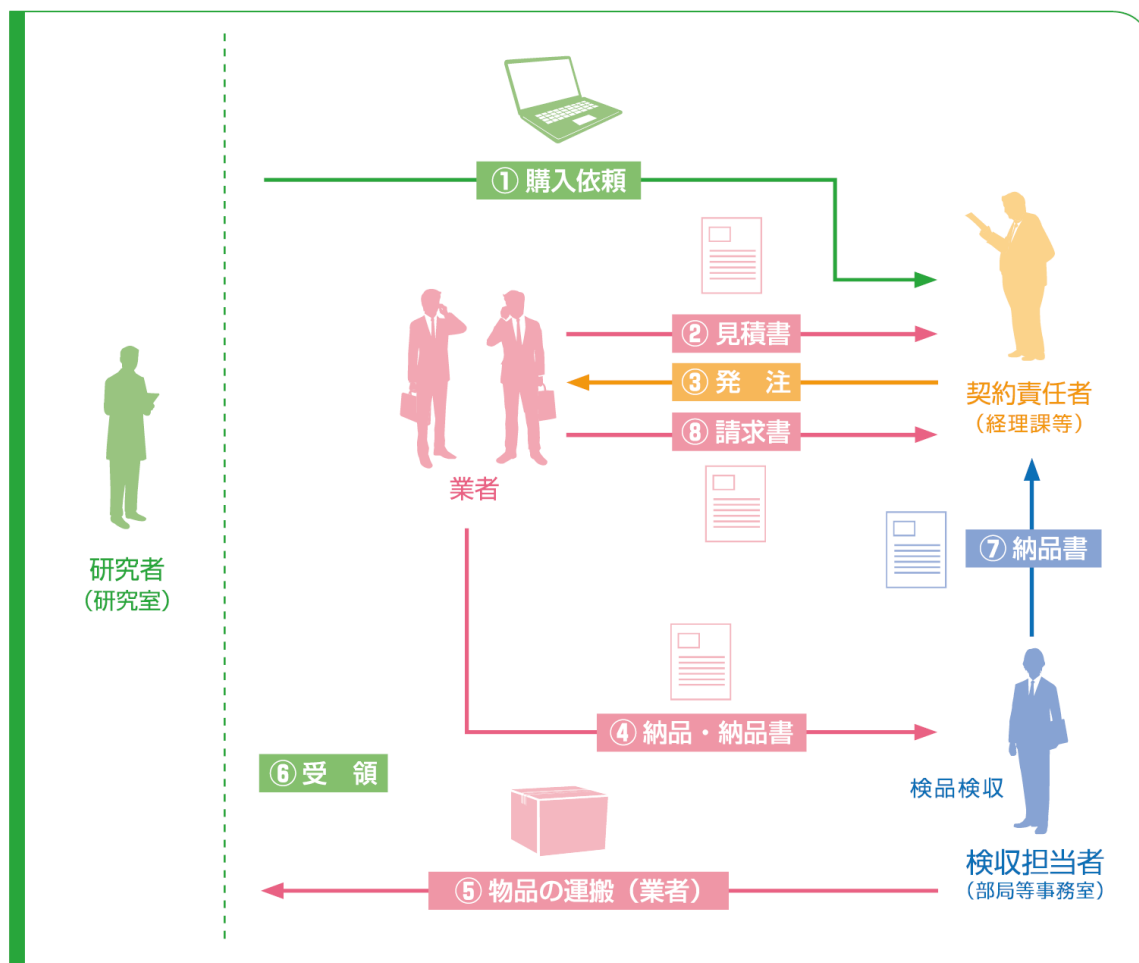 ① 購入依頼
② 見積書
③ 発　注
⑧ 請求書
契約責任者
（経理課等）
業者
⑦ 納品書
研究者
（研究室）
④ 納品・納品書
⑥ 受　領
検品検収
検収担当者
（部局等事務室）
⑤ 物品の運搬（業者）